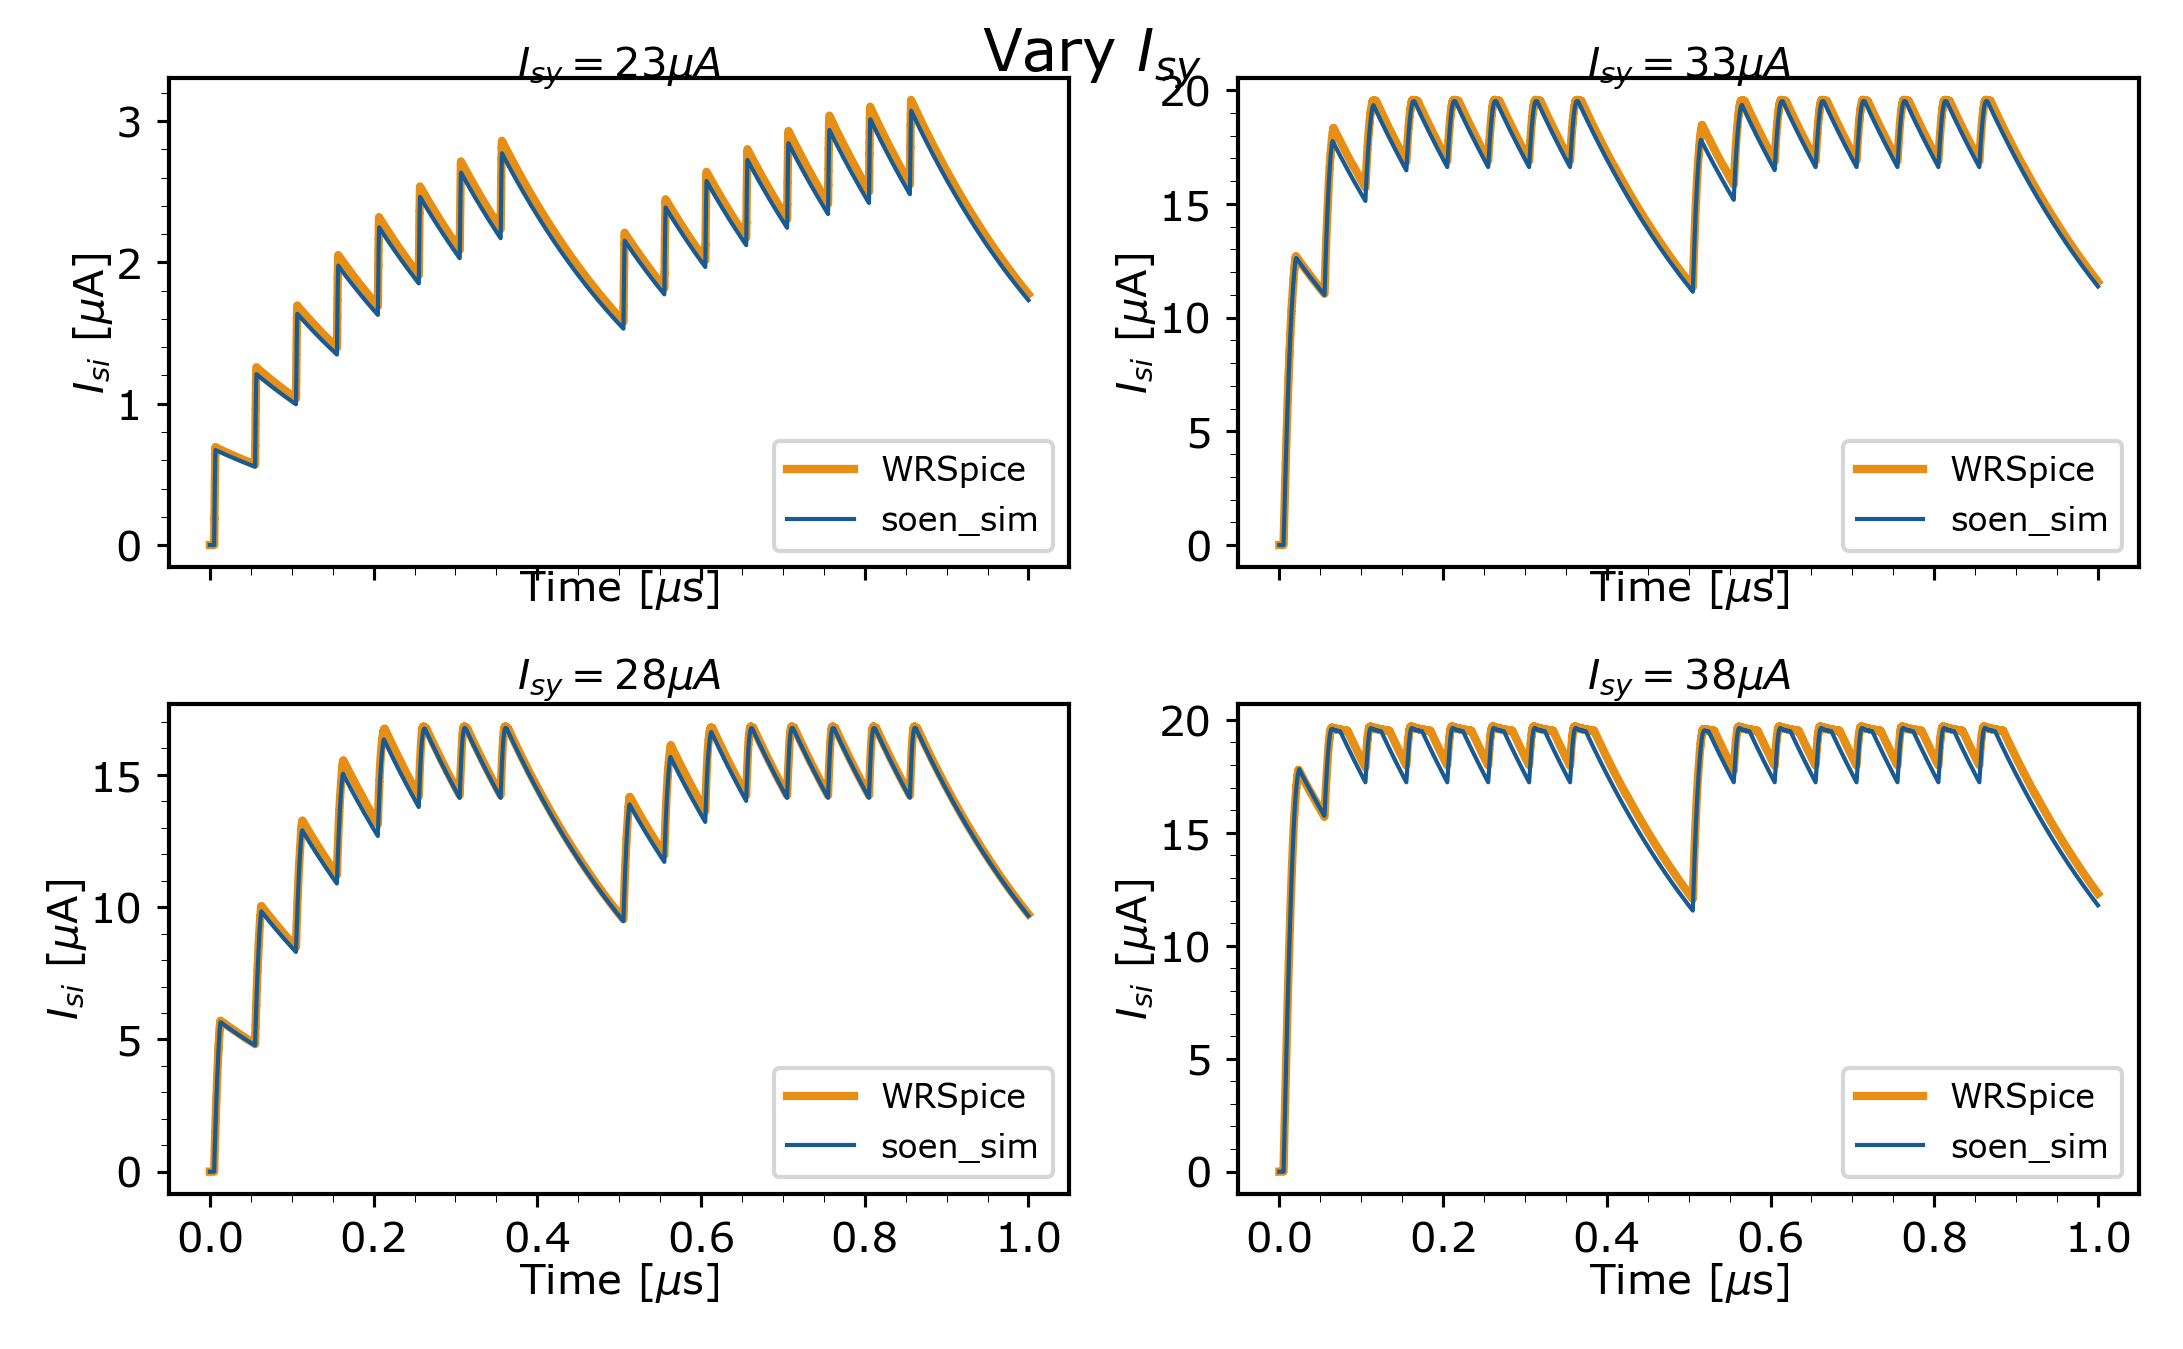 Vary I_sy
I_sy = 23μA
3
2
1
0
I_si [μA]
WRSpice
soen_sim
Time [μs]
I_sy = 33μA
20
15
10
5
0
I_si [μA]
WRSpice
soen_sim
Time [μs]
I_sy = 28μA
15
10
5
0
I_si [μA]
WRSpice
soen_sim
0.0 0.2 0.4 0.6 0.8 1.0
Time [μs]
I_sy = 38μA
20
15
10
5
0
I_si [μA]
WRSpice
soen_sim
0.0 0.2 0.4 0.6 0.8 1.0
Time [μs]